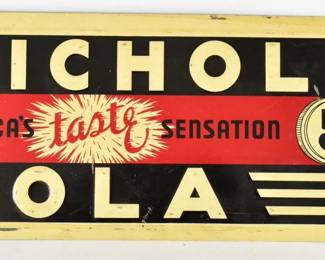 ICHOL
CA'S taste SENSATION
OLA